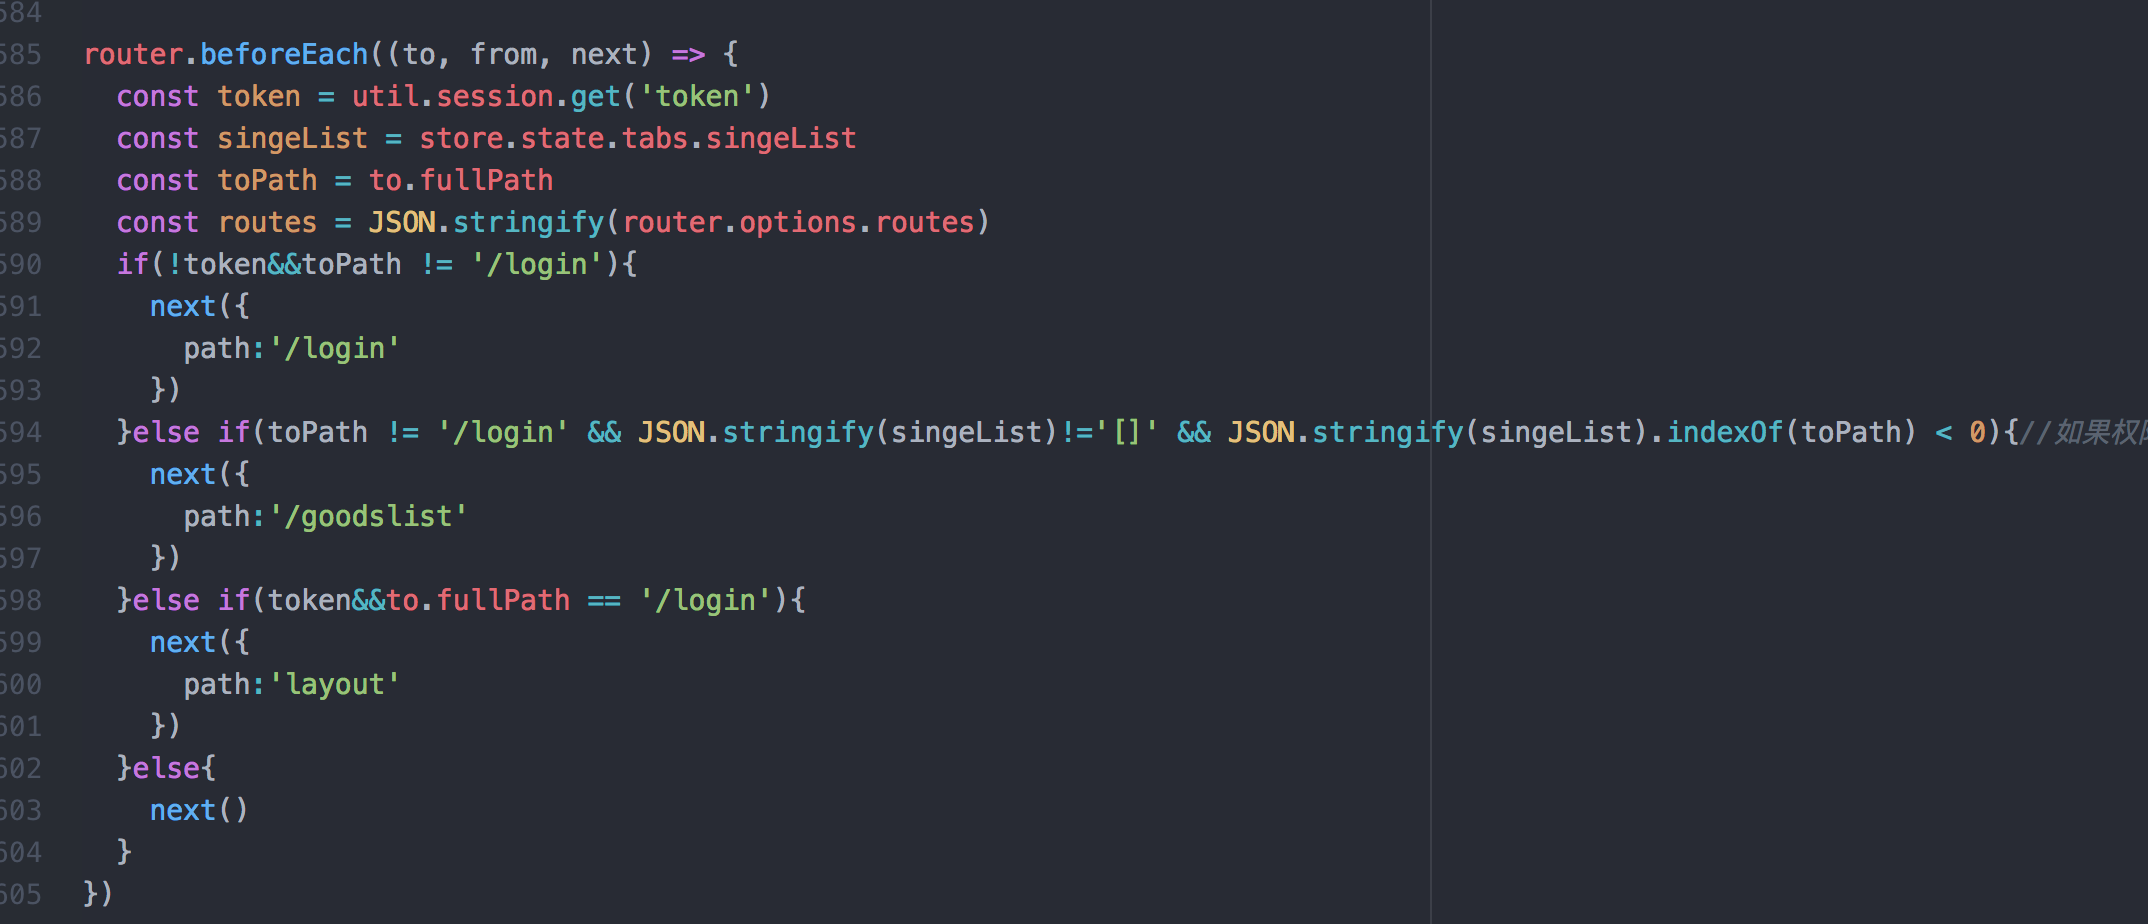 584
585 router.beforeEach((to, from, next) => {
586 const token = util.session.get('token')
587 const singeList = store.state.tabs.singeList
588 const toPath = to.fullPath
589 const routes = JSON.stringify(router.options.routes)
590 if(!token&&toPath != '/login'){
591 next({
592 path:'/login'
593 })
594 }else if(toPath != '/login' && JSON.stringify(singeList)!='[]' && JSON.stringify(singeList).indexOf(toPath) < 0){//如果权
595 next({
596 path:'/goodslist'
597 })
598 }else if(token&&to.fullPath == '/login'){
599 next({
600 path:'layout'
601 })
602 }else{
603 next()
604 }
605 })